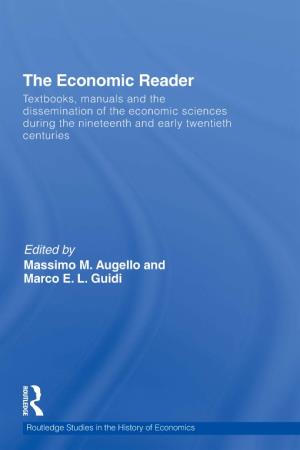 The Economic Reader
Textbooks, manuals and the
dissemination of the economic sciences
during the nineteenth and early twentieth
centuries
Edited by
Massimo M. Augello and
Marco E. L. Guidi
ROUTLEDGE
Routledge Studies in the History of Economics